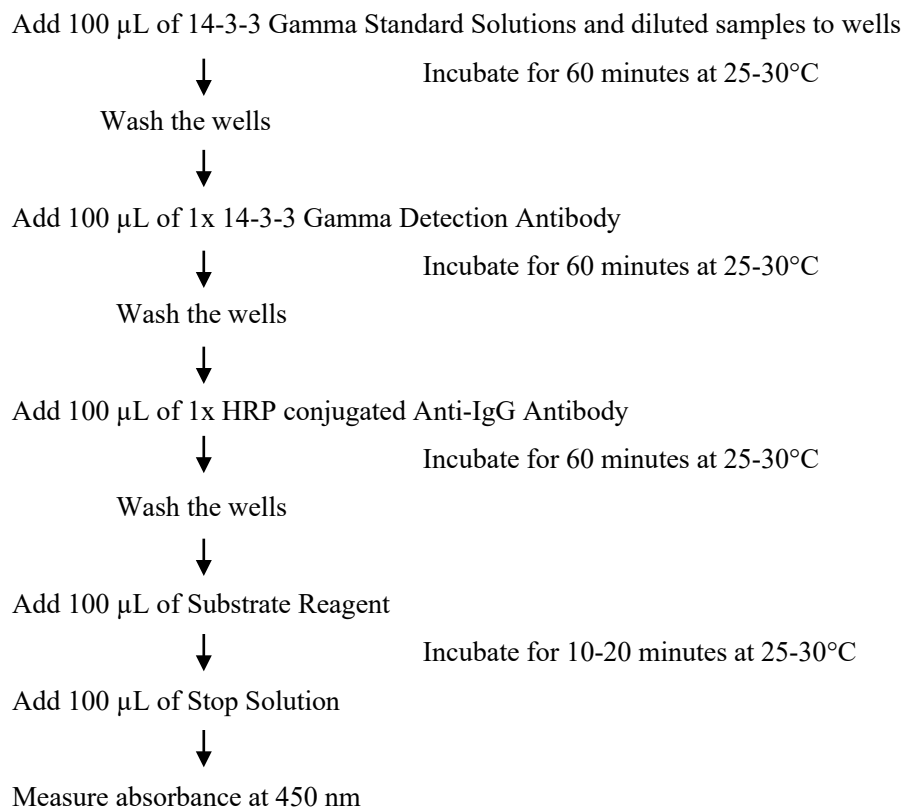 Add 100 µL of 14-3-3 Gamma Standard Solutions and diluted samples to wells
Incubate for 60 minutes at 25-30°C
Wash the wells
Add 100 µL of 1x 14-3-3 Gamma Detection Antibody
Incubate for 60 minutes at 25-30°C
Wash the wells
Add 100 µL of 1x HRP conjugated Anti-IgG Antibody
Incubate for 60 minutes at 25-30°C
Wash the wells
Add 100 µL of Substrate Reagent
Incubate for 10-20 minutes at 25-30°C
Add 100 µL of Stop Solution
Measure absorbance at 450 nm